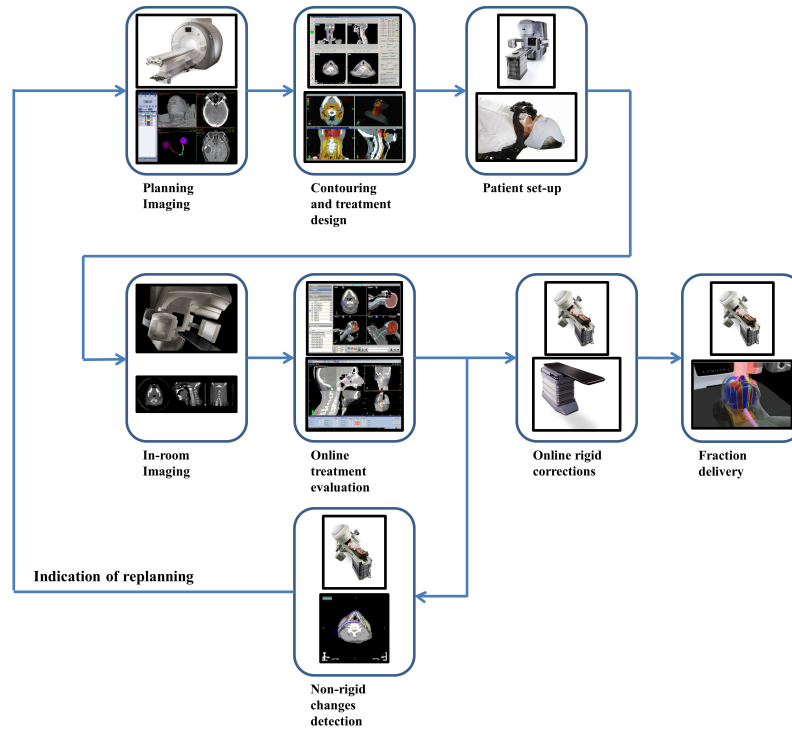 Planning
Imaging
Contouring
and treatment
design
Patient set-up
In-room
Imaging
Online
treatment
evaluation
Online rigid
corrections
Fraction
delivery
Indication of replanning
Non-rigid
changes
detection